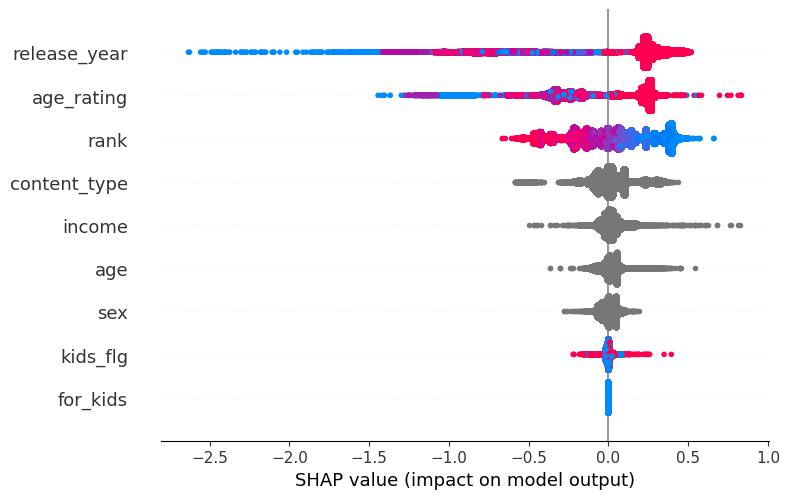 release_year
age_rating
rank
content_type
income
age
sex
kids_flg
for_kids
−2.5 −2.0 −1.5 −1.0 −0.5 0.0 0.5 1.0
SHAP value (impact on model output)